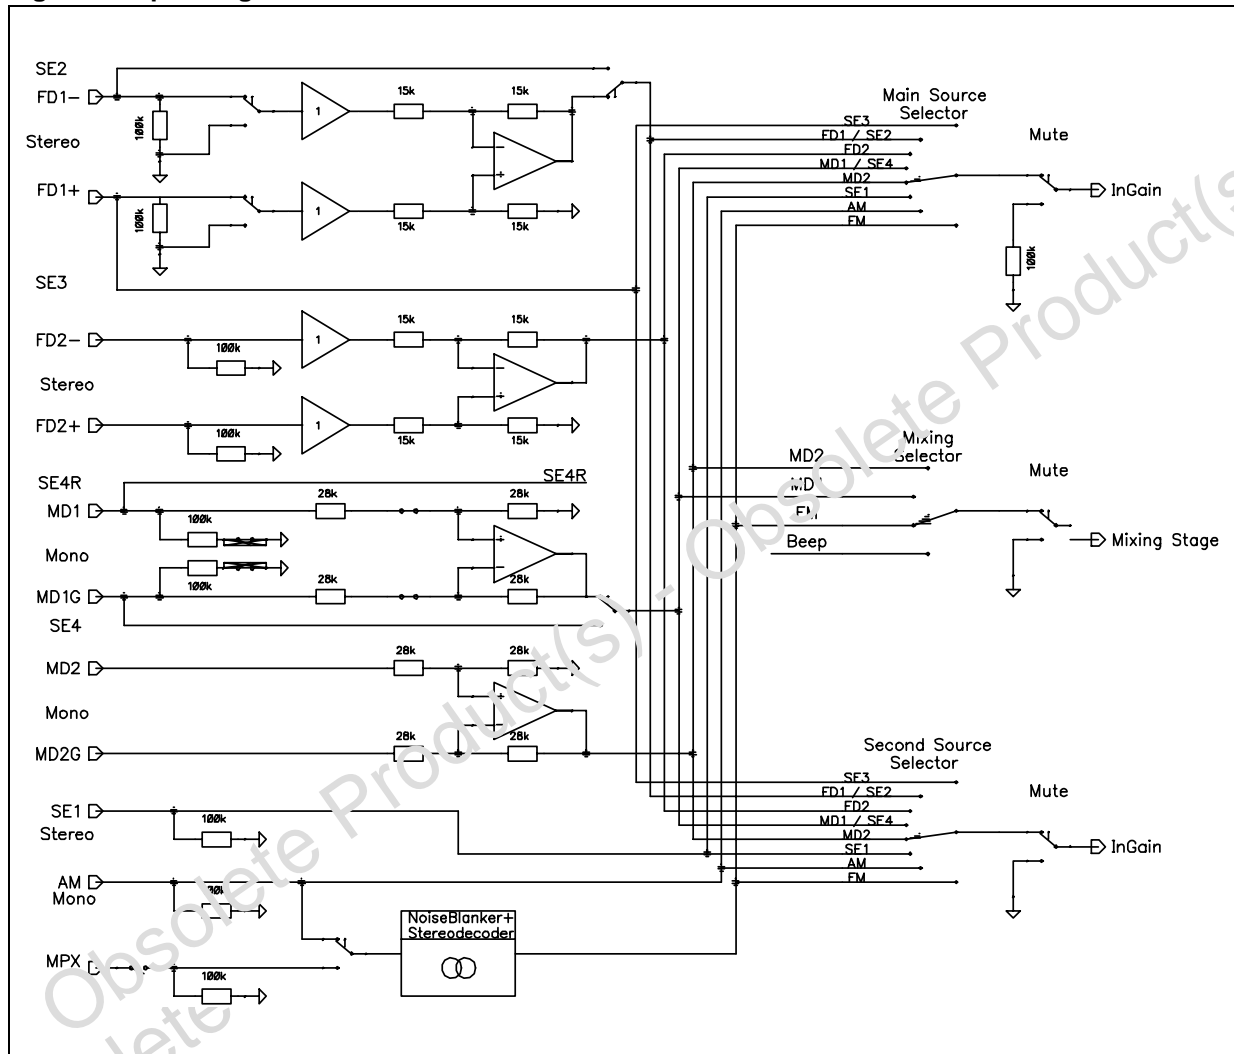 SE2
FD1-
Stereo
FD1+
SE3
100k
100k
1
1
15k
15k
15k
15k
FD2-
Stereo
FD2+
100k
100k
1
1
15k
15k
15k
15k
SE4R
SE4R
MD1
Mono
MD1G
SE4
100k
100k
28k
28k
28k
28k
MD2
Mono
MD2G
28k
28k
28k
28k
SE1
Stereo
100k
AM
Mono
MPX
100k
NoiseBlanker+
Stereodecoder
Main Source
Selector
SE3
FD1 / SE2
FD2
MD1 / SE4
MD2
SE1
AM
FM
Mute
InGain
100k
Mixing
Selector
MD2
FM
Beep
Mute
Mixing Stage
Second Source
Selector
SE3
FD1 / SE2
FD2
MD1 / SE4
MD2
SE1
AM
FM
Mute
InGain
Obsolete Product(s) - Obsolete Product(s